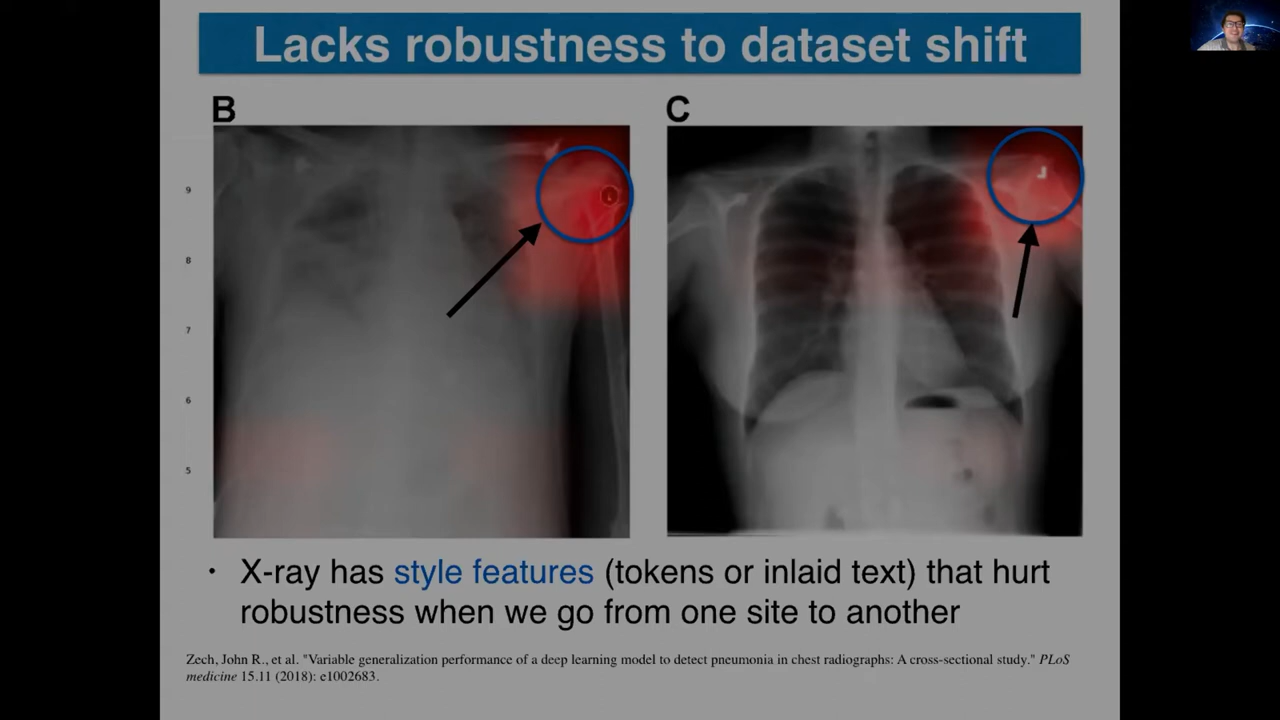 Lacks robustness to dataset shift
B
C
9
8
7
6
5
• X-ray has style features (tokens or inlaid text) that hurt
robustness when we go from one site to another
Zech, John R., et al. "Variable generalization performance of a deep learning model to detect pneumonia in chest radiographs: A cross-sectional study." PLoS
medicine 15.11 (2018): e1002683.